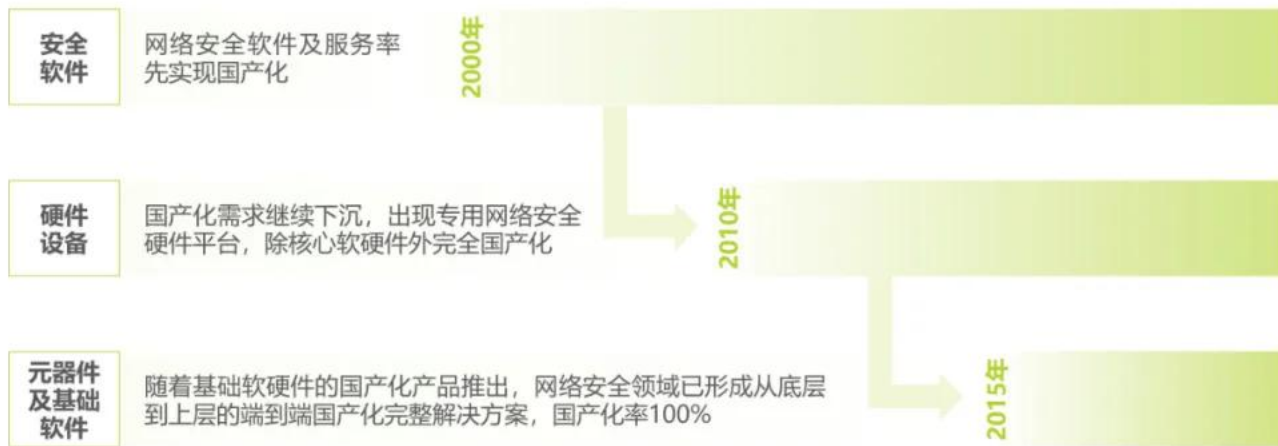 安全
软件
网络安全软件及服务率
先实现国产化
2000年
硬件
设备
国产化需求继续下沉，出现专用网络安全
硬件平台，除核心软硬件外完全国产化
2010年
元器件
及基础
软件
随着基础软硬件的国产化产品推出，网络安全领域已形成从底层
到上层的端到端国产化完整解决方案，国产化率100%
2015年